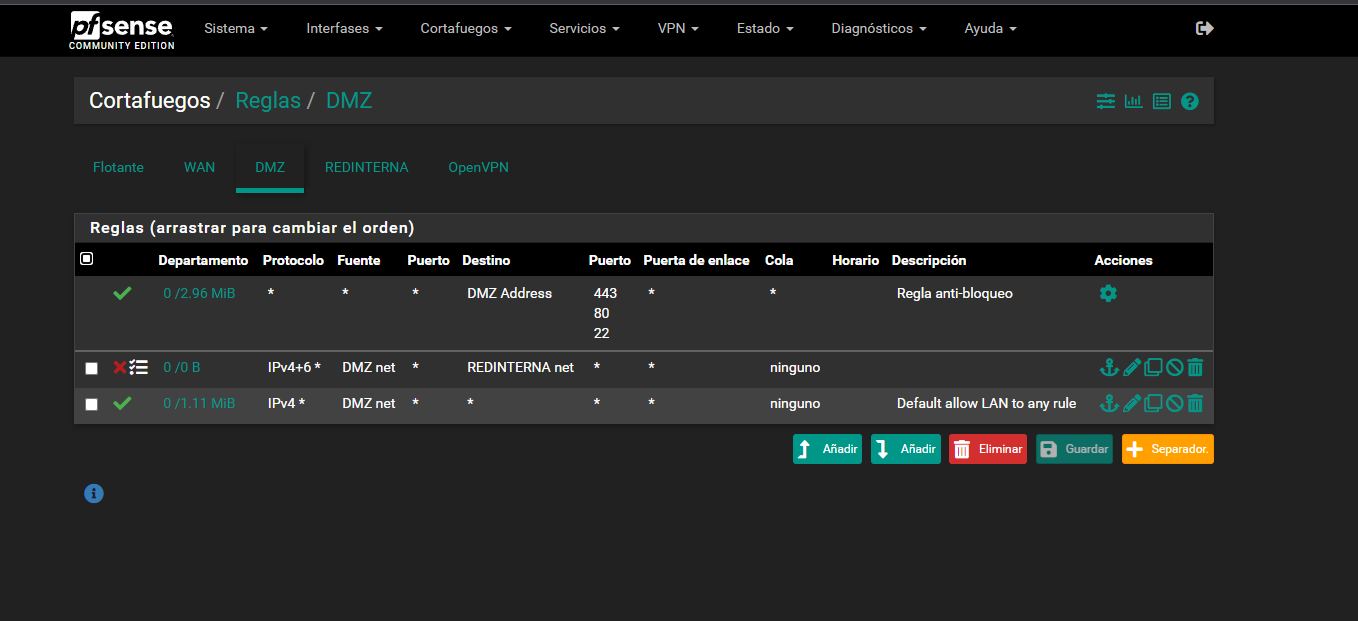 pfsense
COMMUNITY EDITION
Sistema Interfases Cortafuegos Servicios VPN Estado Diagnósticos Ayuda
Cortafuegos / Reglas / DMZ
Flotante WAN DMZ REDINTERNA OpenVPN
Reglas (arrastrar para cambiar el orden)
Departamento Protocolo Fuente Puerto Destino Puerto Puerta de enlace Cola Horario Descripción Acciones
0 /2.96 MiB * * * DMZ Address 443 * * Regla anti-bloqueo
80
22
0 /0 B IPv4+6 * DMZ net * REDINTERNA net * * ninguno
0 /1.11 MiB IPv4 * DMZ net * * * * ninguno Default allow LAN to any rule
Añadir Añadir Eliminar Guardar Separador.